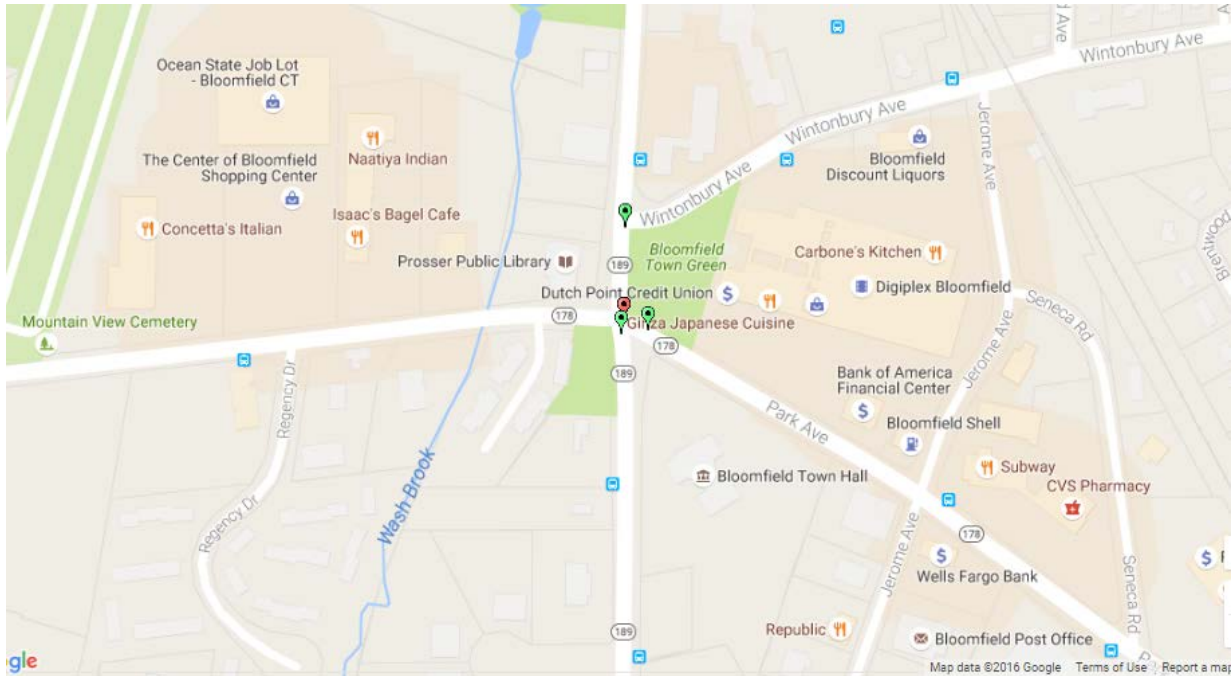 d Ave
A
Wintonbury Ave
Ocean State Job Lot
- Bloomfield CT
Wintonbury Ave
Jerome Ave
Naatiya Indian
The Center of Bloomfield
Shopping Center
Bloomfield
Discount Liquors
Wintonbury Ave
Isaac's Bagel Cafe
Concetta's Italian
Brentwood
Bloomfield
Town Green
Carbone's Kitchen
Prosser Public Library
189
Dutch Point Credit Union
Digiplex Bloomfield
Seneca Rd
Mountain View Cemetery
178
Ginza Japanese Cuisine
178
Jerome Ave
189
Bank of America
Financial Center
Regency Dr
Park Ave
Bloomfield Shell
Bloomfield Town Hall
Subway
CVS Pharmacy
Wash Brook
Regency Dr
178
Jerome Ave
Wells Fargo Bank
F
Seneca Rd
189
Republic
Bloomfield Post Office
P
gle
Map data ©2016 Google Terms of Use Report a map